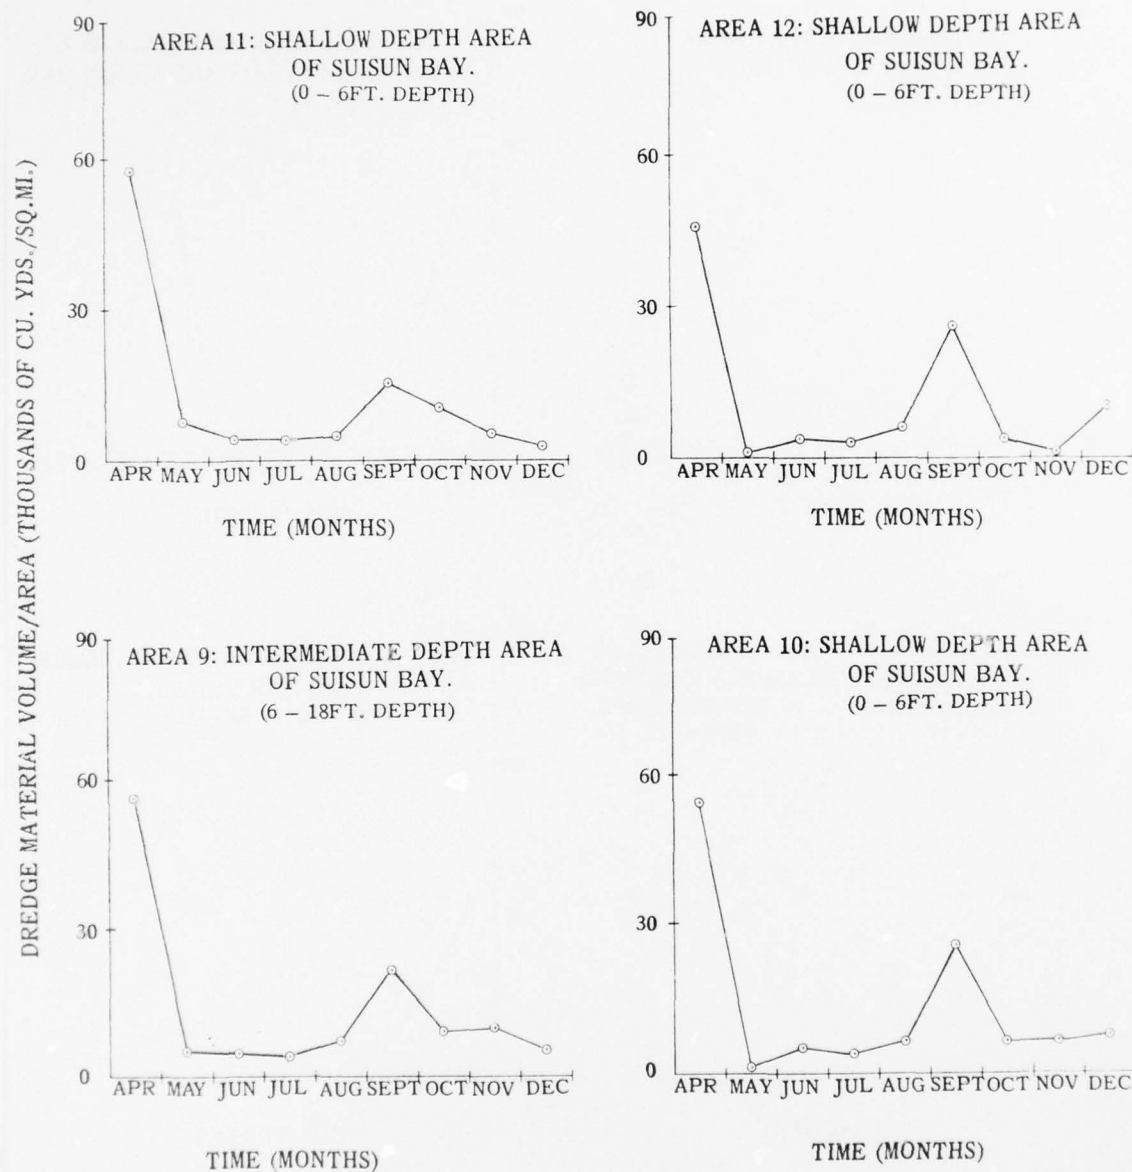 DREDGE MATERIAL VOLUME/AREA (THOUSANDS OF CU. YDS./SQ.MI.)
AREA 11: SHALLOW DEPTH AREA
OF SUISUN BAY.
(0 – 6FT. DEPTH)
90
60
30
0
APR MAY JUN JUL AUG SEPT OCT NOV DEC
TIME (MONTHS)
AREA 12: SHALLOW DEPTH AREA
OF SUISUN BAY.
(0 – 6FT. DEPTH)
90
60
30
0
APR MAY JUN JUL AUG SEPT OCT NOV DEC
TIME (MONTHS)
AREA 9: INTERMEDIATE DEPTH AREA
OF SUISUN BAY.
(6 – 18FT. DEPTH)
90
60
30
0
APR MAY JUN JUL AUG SEPT OCT NOV DEC
TIME (MONTHS)
AREA 10: SHALLOW DEPTH AREA
OF SUISUN BAY.
(0 – 6FT. DEPTH)
90
60
30
0
APR MAY JUN JUL AUG SEPT OCT NOV DEC
TIME (MONTHS)